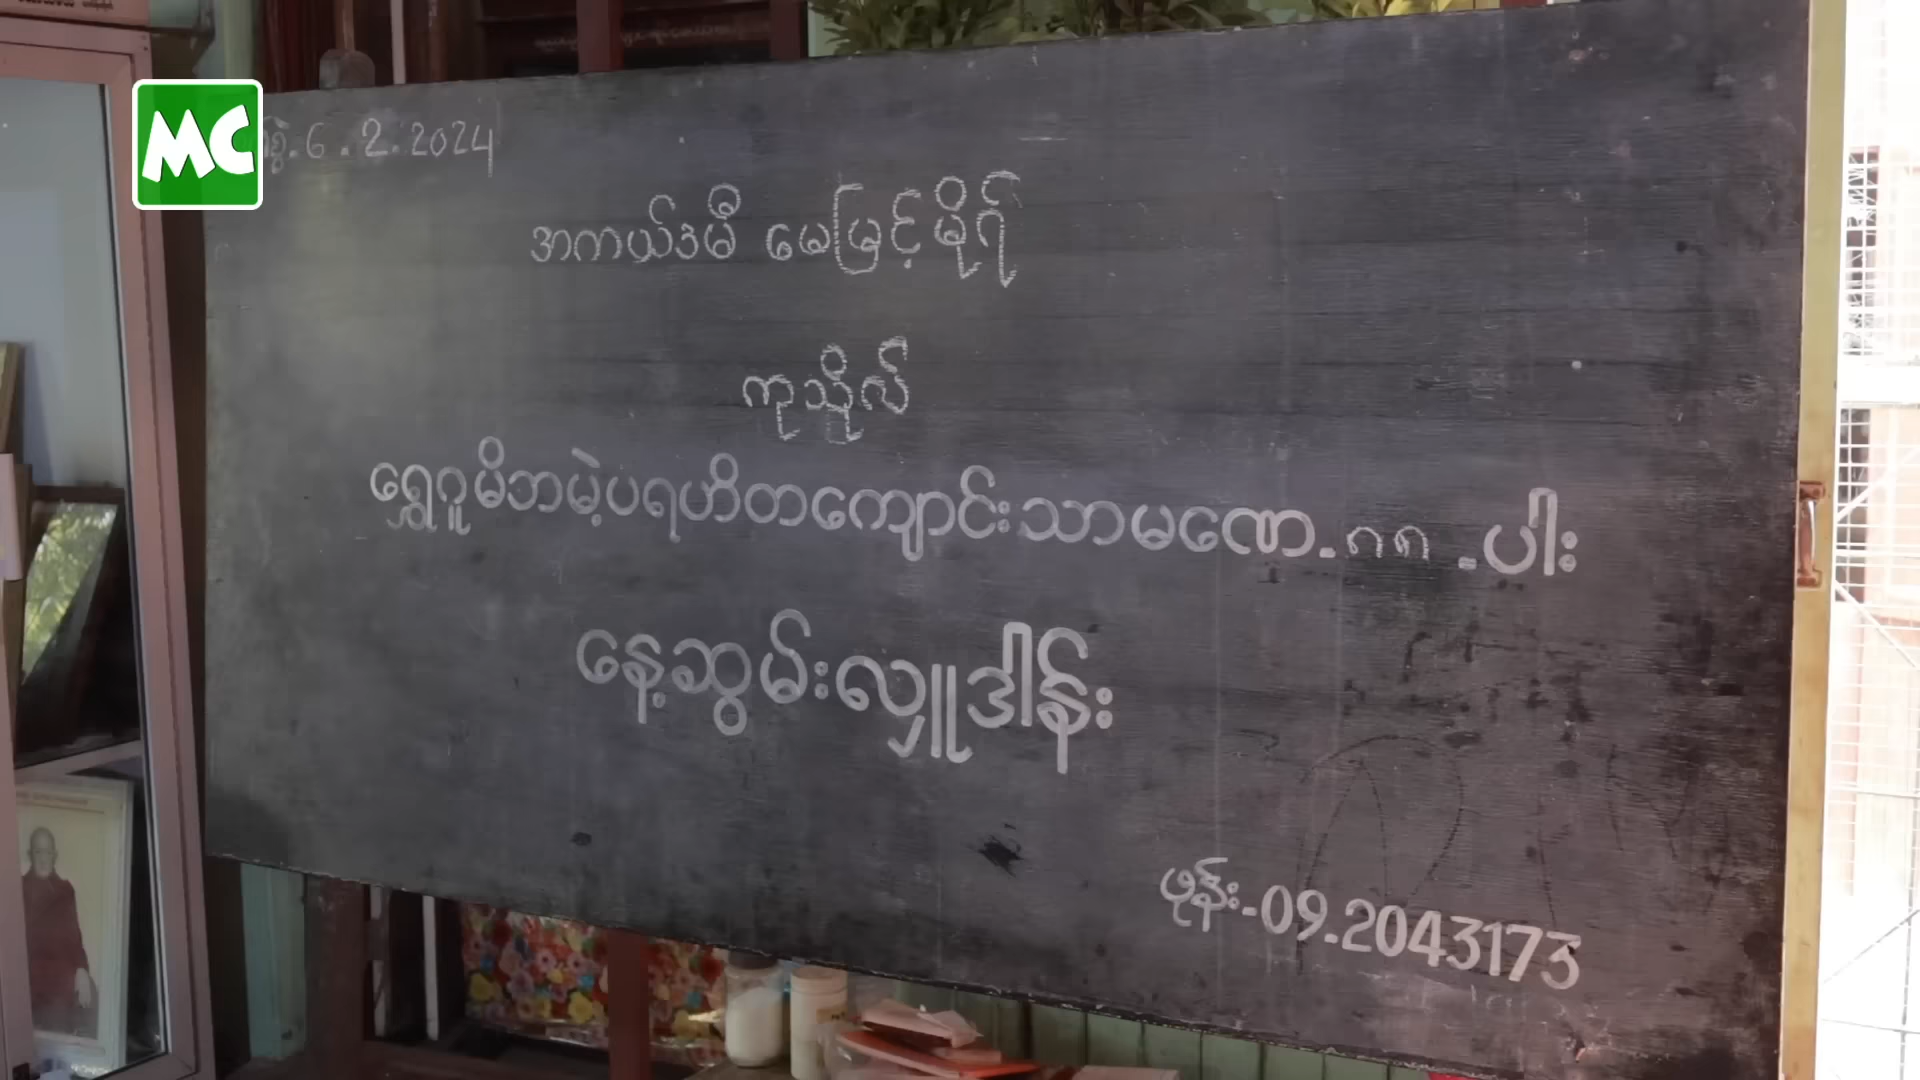 MC
6.2.2024
အကယ်ဒမီ မေမြင့်မိုရ်
ကုသိုလ်
ရွှေဂူမိဘမဲ့ပရဟိတကျောင်းသာမဏေ-၈၈-ပါး
နေ့ဆွမ်းလှူဒါန်း
ဖုန်း-09.2043173